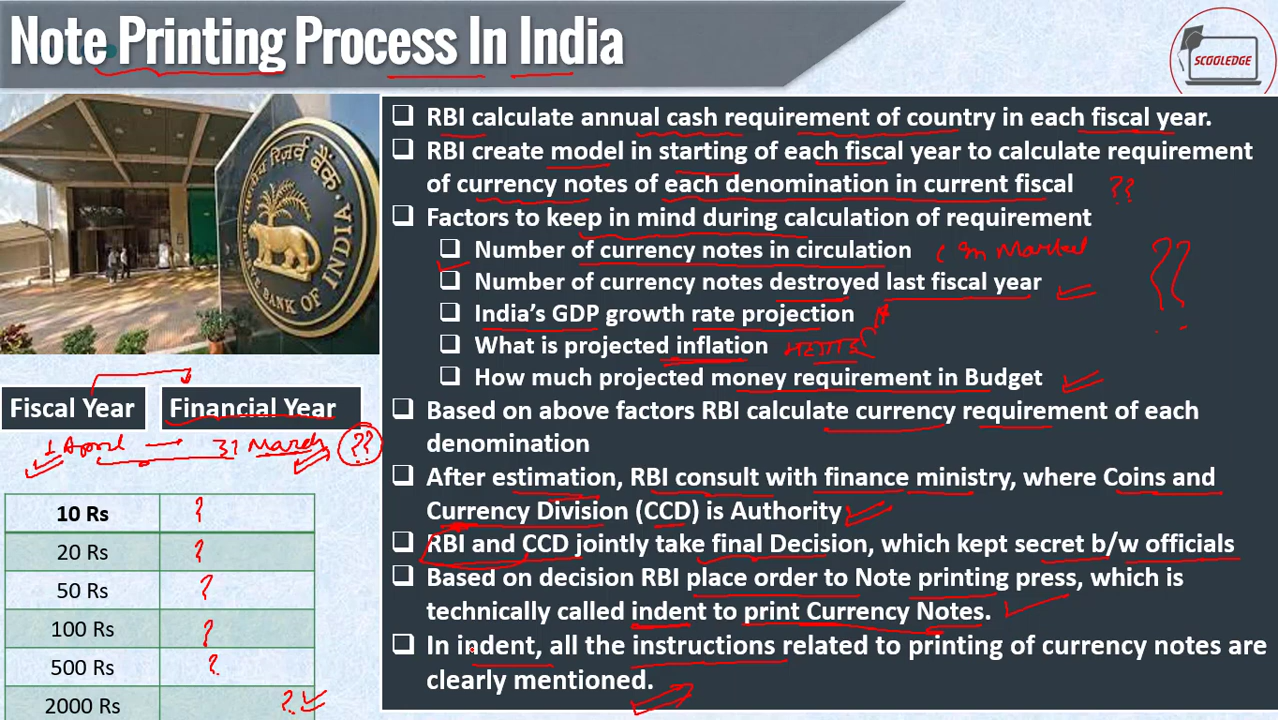 Note Printing Process In India
SCOOLEDGE
भारतीय रिज़र्व बैंक
BANK OF INDIA
RBI calculate annual cash requirement of country in each fiscal year.
RBI create model in starting of each fiscal year to calculate requirement
of currency notes of each denomination in current fiscal ??
Factors to keep in mind during calculation of requirement
Number of currency notes in circulation ( In Market
Number of currency notes destroyed last fiscal year
India's GDP growth rate projection
What is projected inflation
How much projected money requirement in Budget
??
Based on above factors RBI calculate currency requirement of each
denomination
After estimation, RBI consult with finance ministry, where Coins and
Currency Division (CCD) is Authority
RBI and CCD jointly take final Decision, which kept secret b/w officials
Based on decision RBI place order to Note printing press, which is
technically called indent to print Currency Notes.
In indent, all the instructions related to printing of currency notes are
clearly mentioned.
Fiscal Year Financial Year
1 April — 31 March ??
10 Rs ?
20 Rs ?
50 Rs ?
100 Rs ?
500 Rs ?
2000 Rs ?